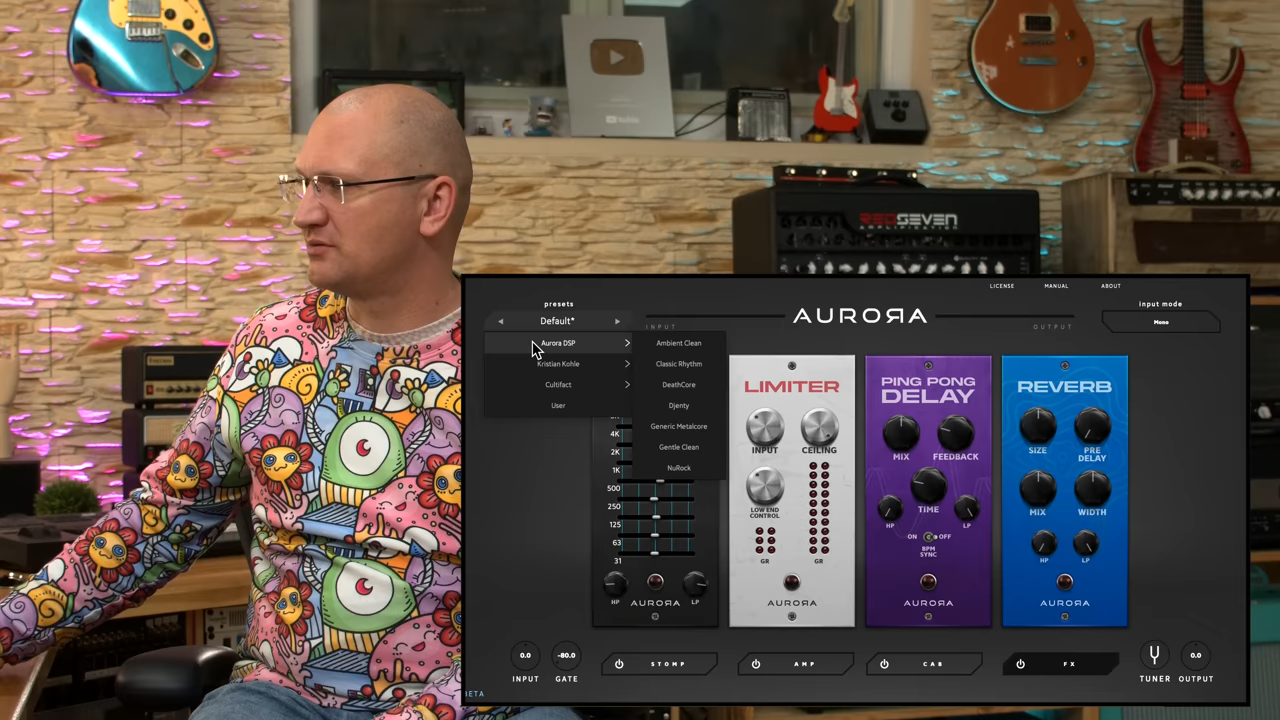 YouTube
REDSEVEN
AMPLIFICATION
LICENSE
MANUAL
ABOUT
presets
Default*
INPUT
AURORA
OUTPUT
input mode
Mono
Aurora DSP
Kristian Kohle
Cultifact
User
Ambient Clean
Classic Rhythm
DeathCore
Djenty
Generic Metalcore
Gentle Clean
NuRock
4K
2K
1K
500
250
125
63
31
HP
LP
AURORA
LIMITER
INPUT
CEILING
LOW END
CONTROL
GR
GR
AURORA
PING PONG
DELAY
MIX
FEEDBACK
TIME
HP
LP
ON
OFF
BPM
SYNC
AURORA
REVERB
SIZE
PRE
DELAY
MIX
WIDTH
HP
LP
AURORA
0.0
INPUT
-80.0
GATE
STOMP
AMP
CAB
FX
TUNER
0.0
OUTPUT
BETA